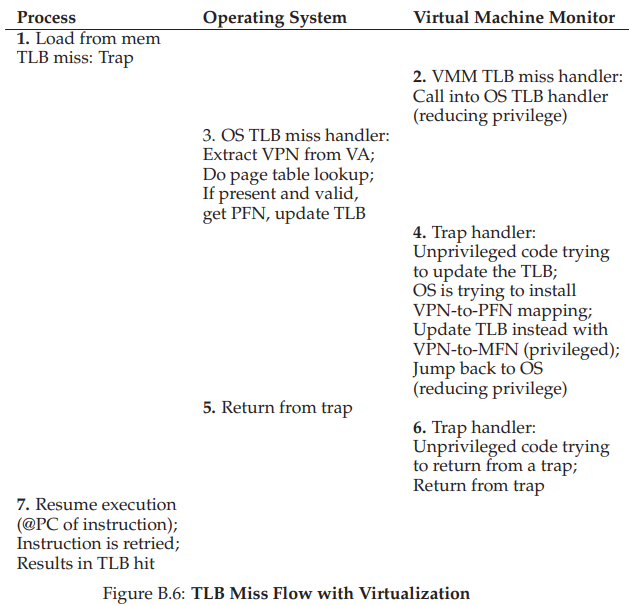 Process Operating System Virtual Machine Monitor
1. Load from mem
TLB miss: Trap
2. VMM TLB miss handler:
Call into OS TLB handler
(reducing privilege)
3. OS TLB miss handler:
Extract VPN from VA;
Do page table lookup;
If present and valid,
get PFN, update TLB
4. Trap handler:
Unprivileged code trying
to update the TLB;
OS is trying to install
VPN-to-PFN mapping;
Update TLB instead with
VPN-to-MFN (privileged);
Jump back to OS
(reducing privilege)
5. Return from trap
6. Trap handler:
Unprivileged code trying
to return from a trap;
Return from trap
7. Resume execution
(@PC of instruction);
Instruction is retried;
Results in TLB hit
Figure B.6: TLB Miss Flow with Virtualization